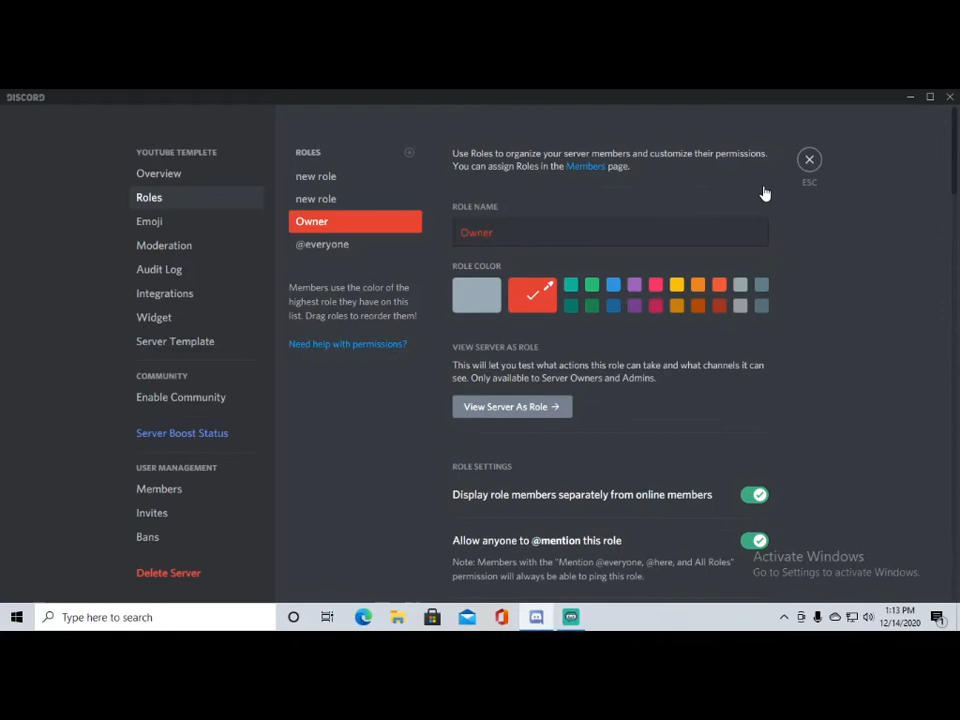 DISCORD
YOUTUBE TEMPLETE
Overview
Roles
Emoji
Moderation
Audit Log
Integrations
Widget
Server Template
COMMUNITY
Enable Community
Server Boost Status
USER MANAGEMENT
Members
Invites
Bans
Delete Server
ROLES
new role
new role
Owner
@everyone
Members use the color of the
highest role they have on this
list. Drag roles to reorder them!
Need help with permissions?
Use Roles to organize your server members and customize their permissions.
You can assign Roles in the Members page.
ESC
ROLE NAME
Owner
ROLE COLOR
VIEW SERVER AS ROLE
This will let you test what actions this role can take and what channels it can
see. Only available to Server Owners and Admins.
View Server As Role →
ROLE SETTINGS
Display role members separately from online members
Allow anyone to @mention this role
Note: Members with the "Mention @everyone, @here, and All Roles"
permission will always be able to ping this role.
Activate Windows
Go to Settings to activate Windows.
Type here to search
1:13 PM
12/14/2020
1